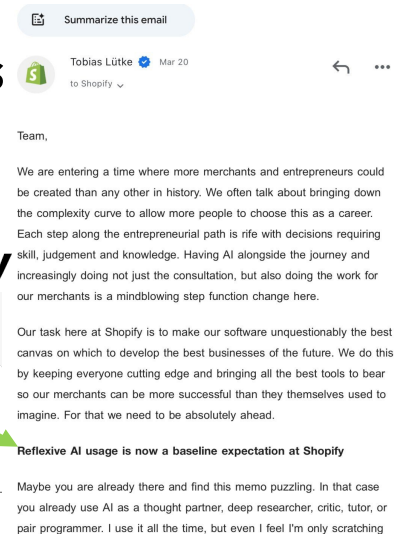 Summarize this email
Tobias Lütke Mar 20
to Shopify
Team,
We are entering a time where more merchants and entrepreneurs could
be created than any other in history. We often talk about bringing down
the complexity curve to allow more people to choose this as a career.
Each step along the entrepreneurial path is rife with decisions requiring
skill, judgement and knowledge. Having AI alongside the journey and
increasingly doing not just the consultation, but also doing the work for
our merchants is a mindblowing step function change here.
Our task here at Shopify is to make our software unquestionably the best
canvas on which to develop the best businesses of the future. We do this
by keeping everyone cutting edge and bringing all the best tools to bear
so our merchants can be more successful than they themselves used to
imagine. For that we need to be absolutely ahead.
Reflexive AI usage is now a baseline expectation at Shopify
Maybe you are already there and find this memo puzzling. In that case
you already use AI as a thought partner, deep researcher, critic, tutor, or
pair programmer. I use it all the time, but even I feel I'm only scratching